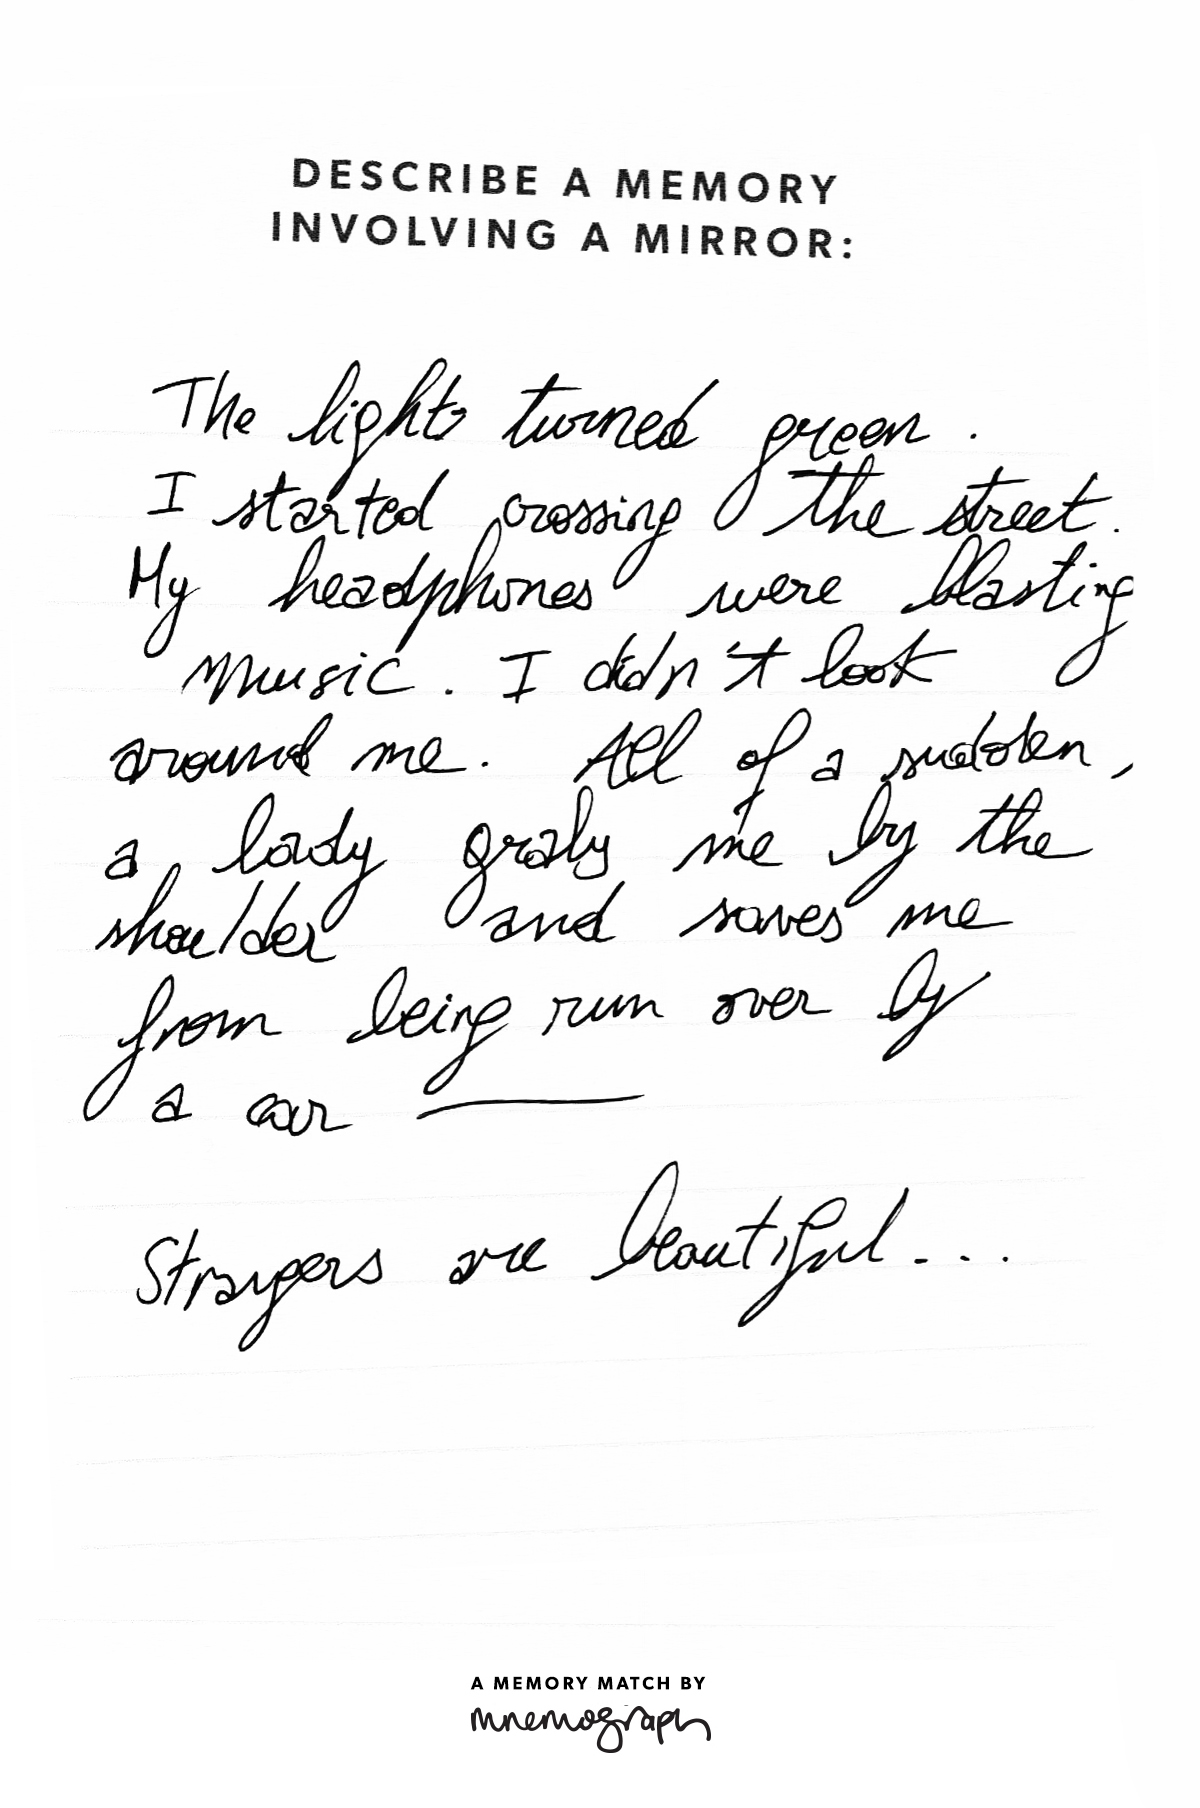 DESCRIBE A MEMORY
INVOLVING A MIRROR:
The lights turned green.
I started crossing the street.
My headphones were blasting
music. I didn't look
around me. All of a sudden,
a lady grabs me by the
shoulder and saves me
from being run over by
a car —
Strangers are beautiful...
A MEMORY MATCH BY
mnemograph